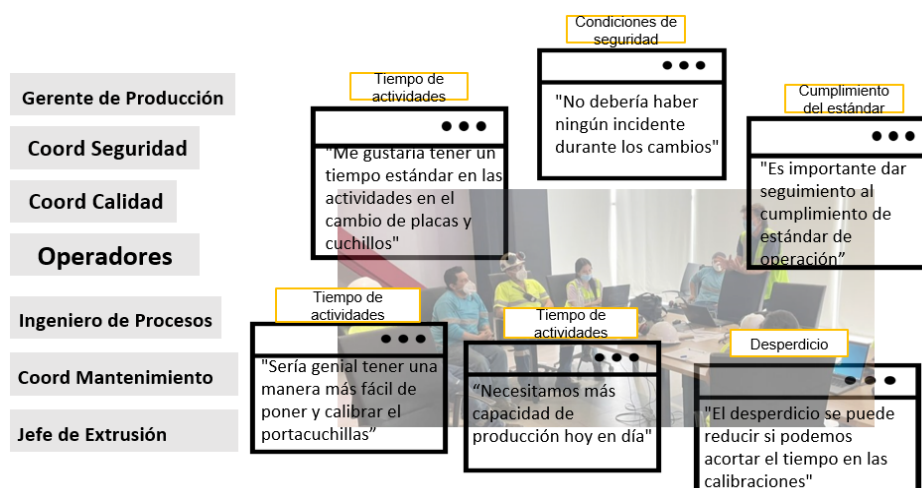 Gerente de Producción
Coord Seguridad
Coord Calidad
Operadores
Ingeniero de Procesos
Coord Mantenimiento
Jefe de Extrusión
Tiempo de
actividades
"Me gustaría tener un
tiempo estándar en las
actividades en el
cambio de placas y
cuchillos"
Condiciones de
seguridad
"No debería haber
ningún incidente
durante los cambios"
Cumplimiento
del estándar
"Es importante dar
seguimiento al
cumplimiento de
estándar de
operación”
Tiempo de
actividades
"Sería genial tener una
manera más fácil de
poner y calibrar el
portacuchillas”
Tiempo de
actividades
“Necesitamos más
capacidad de
producción hoy en día"
Desperdicio
"El desperdicio se puede
reducir si podemos
acortar el tiempo en las
calibraciones"